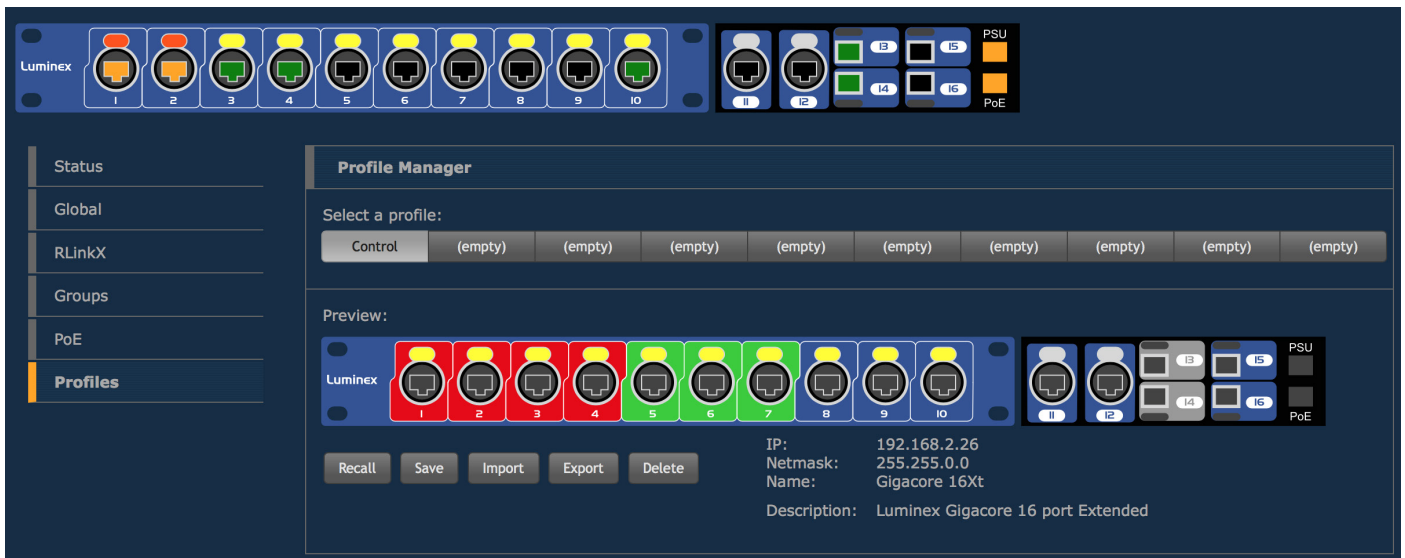 PSU
Luminex
1 2 3 4 5 6 7 8 9 10 11 12
13 15
14 16
PoE
Status
Global
RLinkX
Groups
PoE
Profiles
Profile Manager
Select a profile:
Control (empty) (empty) (empty) (empty) (empty) (empty) (empty) (empty) (empty)
Preview:
PSU
Luminex
1 2 3 4 5 6 7 8 9 10 11 12
13 15
14 16
PoE
Recall Save Import Export Delete
IP: 192.168.2.26
Netmask: 255.255.0.0
Name: Gigacore 16Xt
Description: Luminex Gigacore 16 port Extended